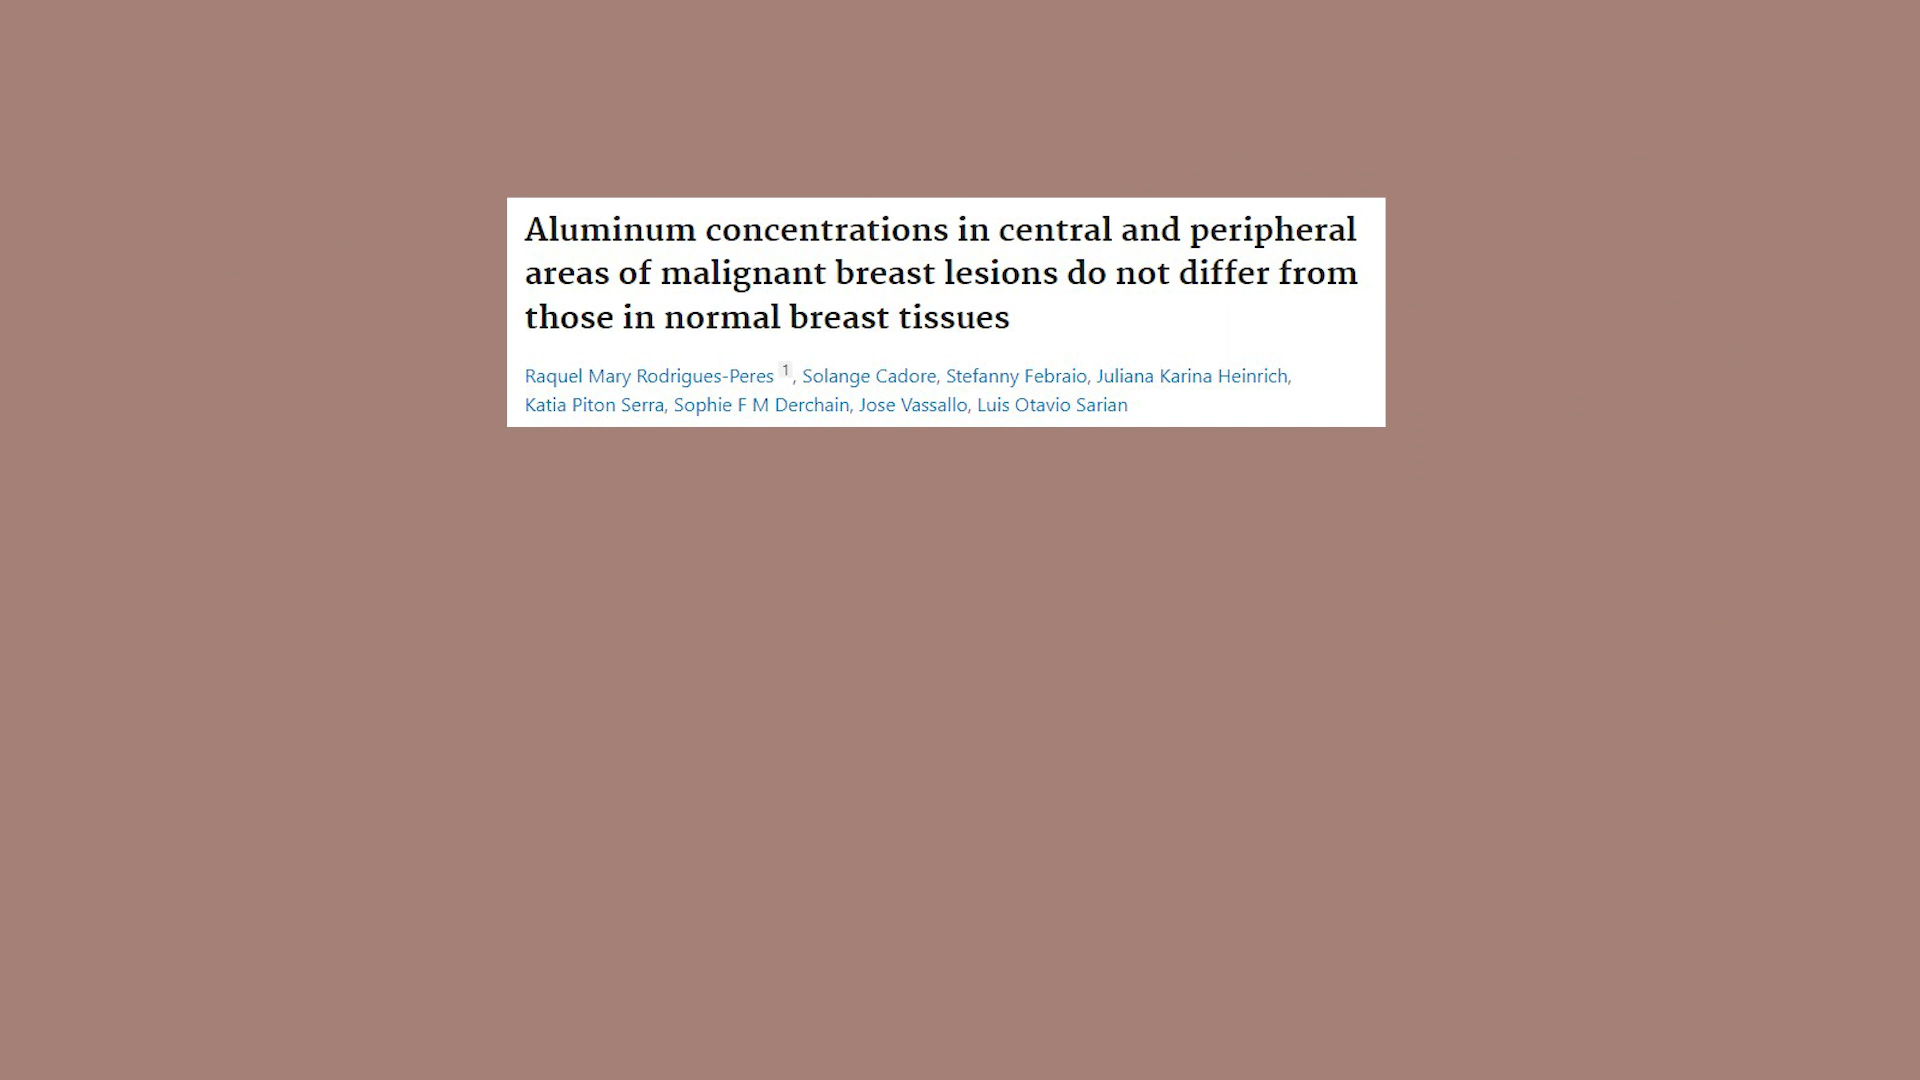 Aluminum concentrations in central and peripheral
areas of malignant breast lesions do not differ from
those in normal breast tissues
Raquel Mary Rodrigues-Peres 1, Solange Cadore, Stefanny Febraio, Juliana Karina Heinrich,
Katia Piton Serra, Sophie F M Derchain, Jose Vassallo, Luis Otavio Sarian